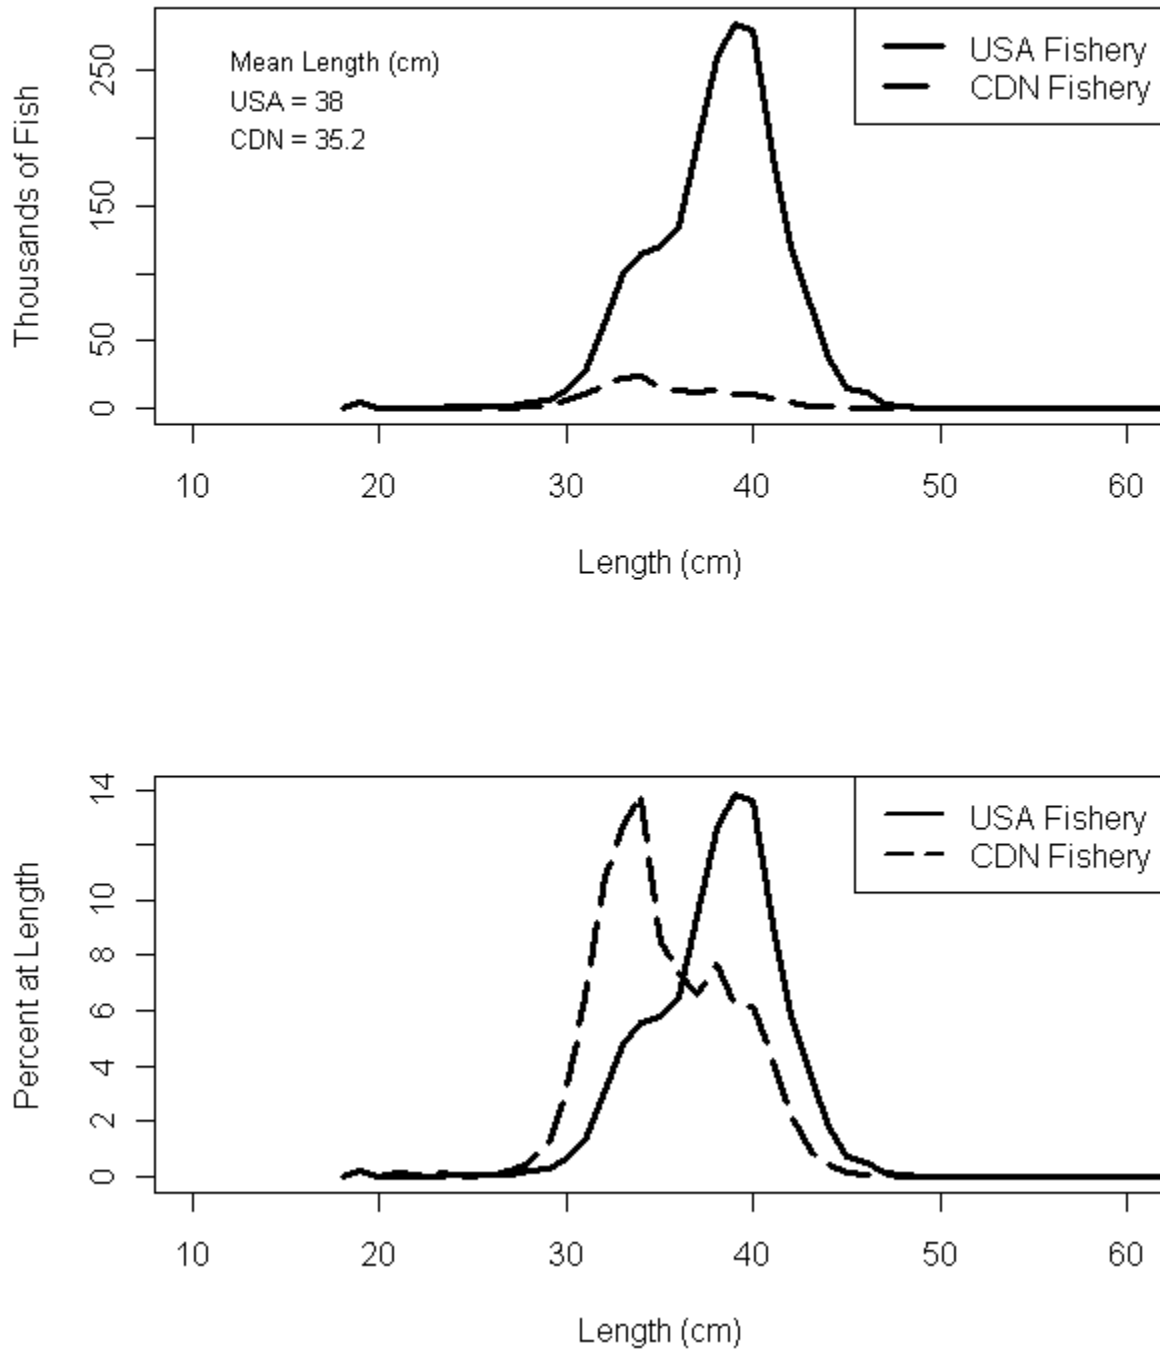 Thousands of Fish
250
150
50
0
Mean Length (cm)
USA = 38
CDN = 35.2
USA Fishery
CDN Fishery
10 20 30 40 50 60
Length (cm)
Percent at Length
14
10
8
6
4
2
0
USA Fishery
CDN Fishery
10 20 30 40 50 60
Length (cm)